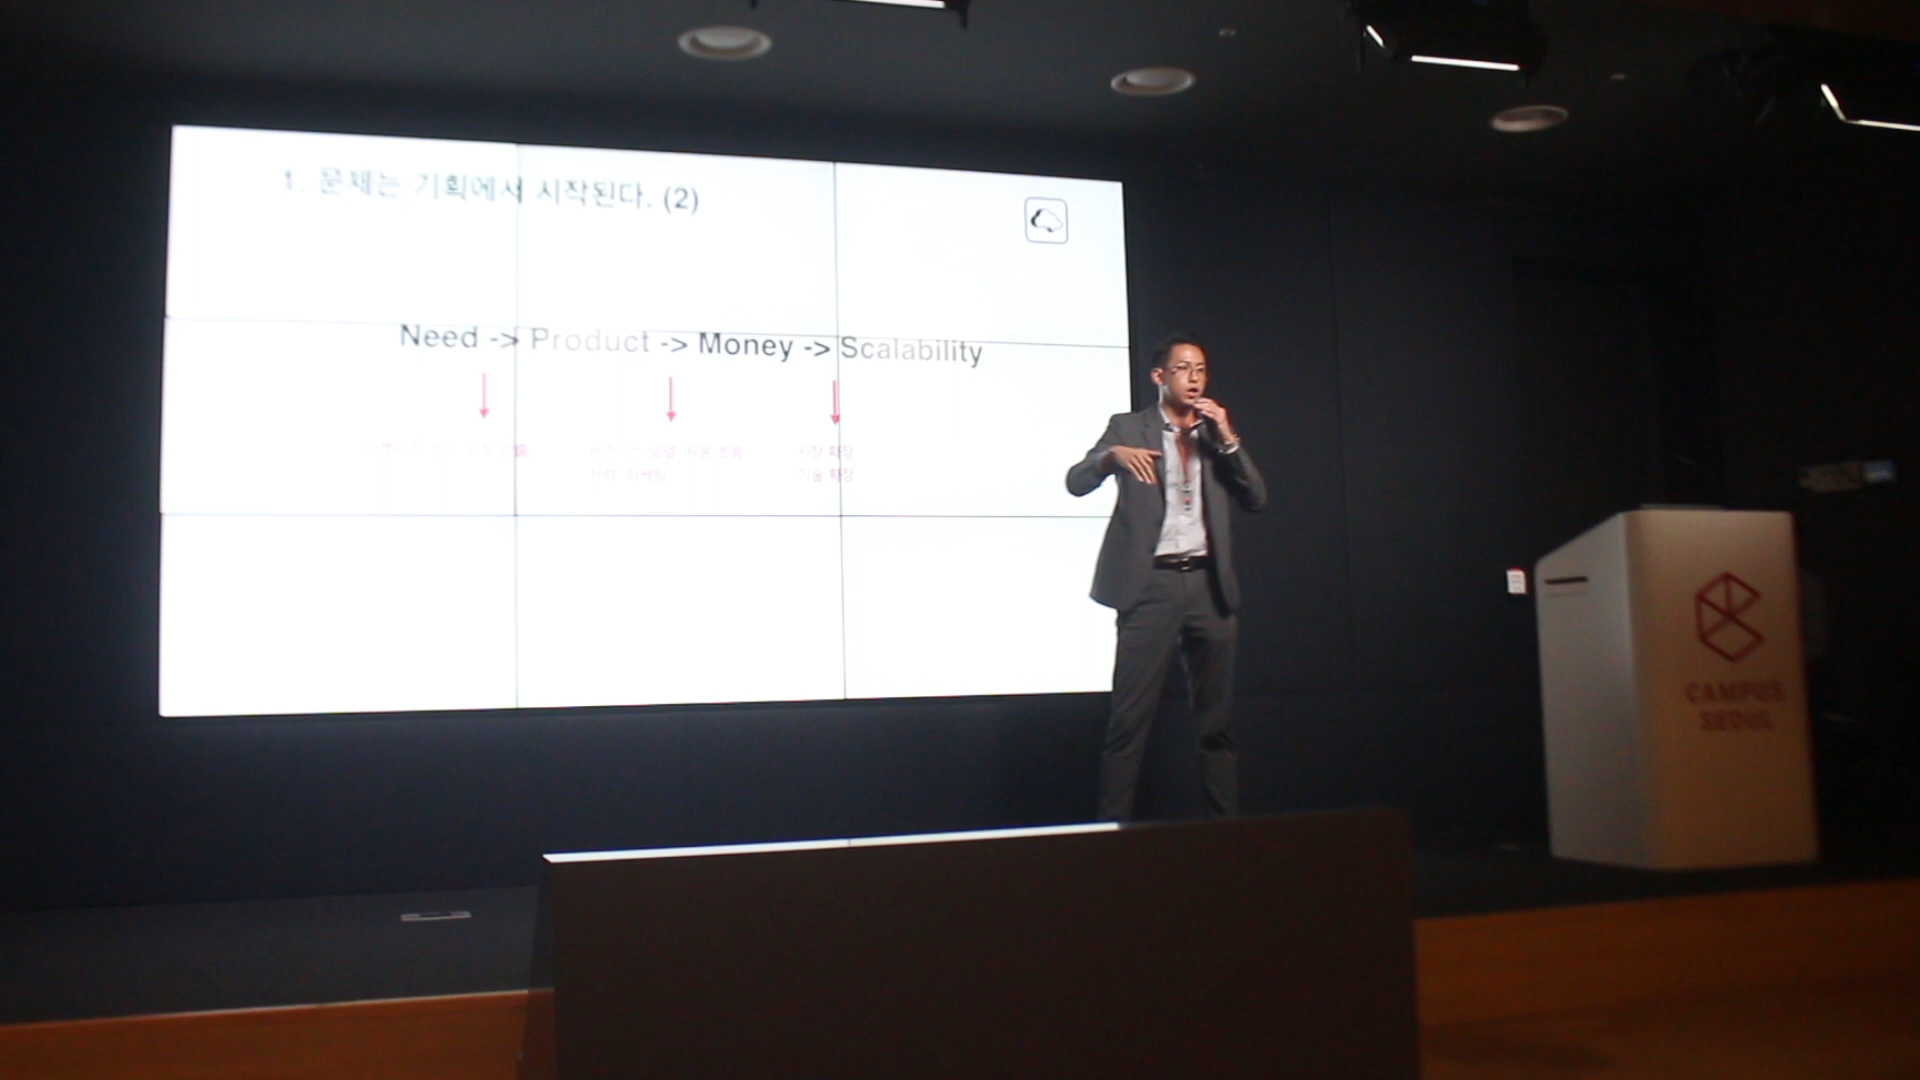 1. 문제는 기획에서 시작된다. (2)
Need -> Product -> Money -> Scalability
시장 확장
기술 확장
CAMPUS
SEOUL